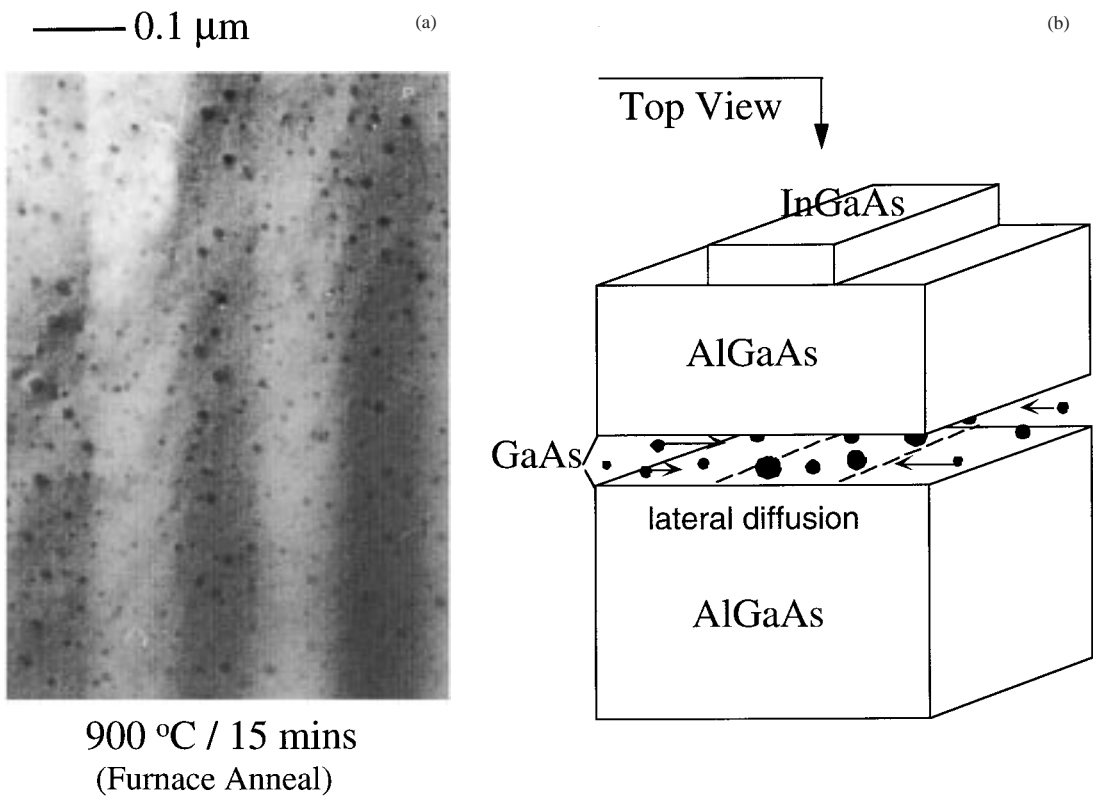 0.1 µm
(a)
900 °C / 15 mins
(Furnace Anneal)
(b)
Top View
InGaAs
AlGaAs
GaAs
lateral diffusion
AlGaAs